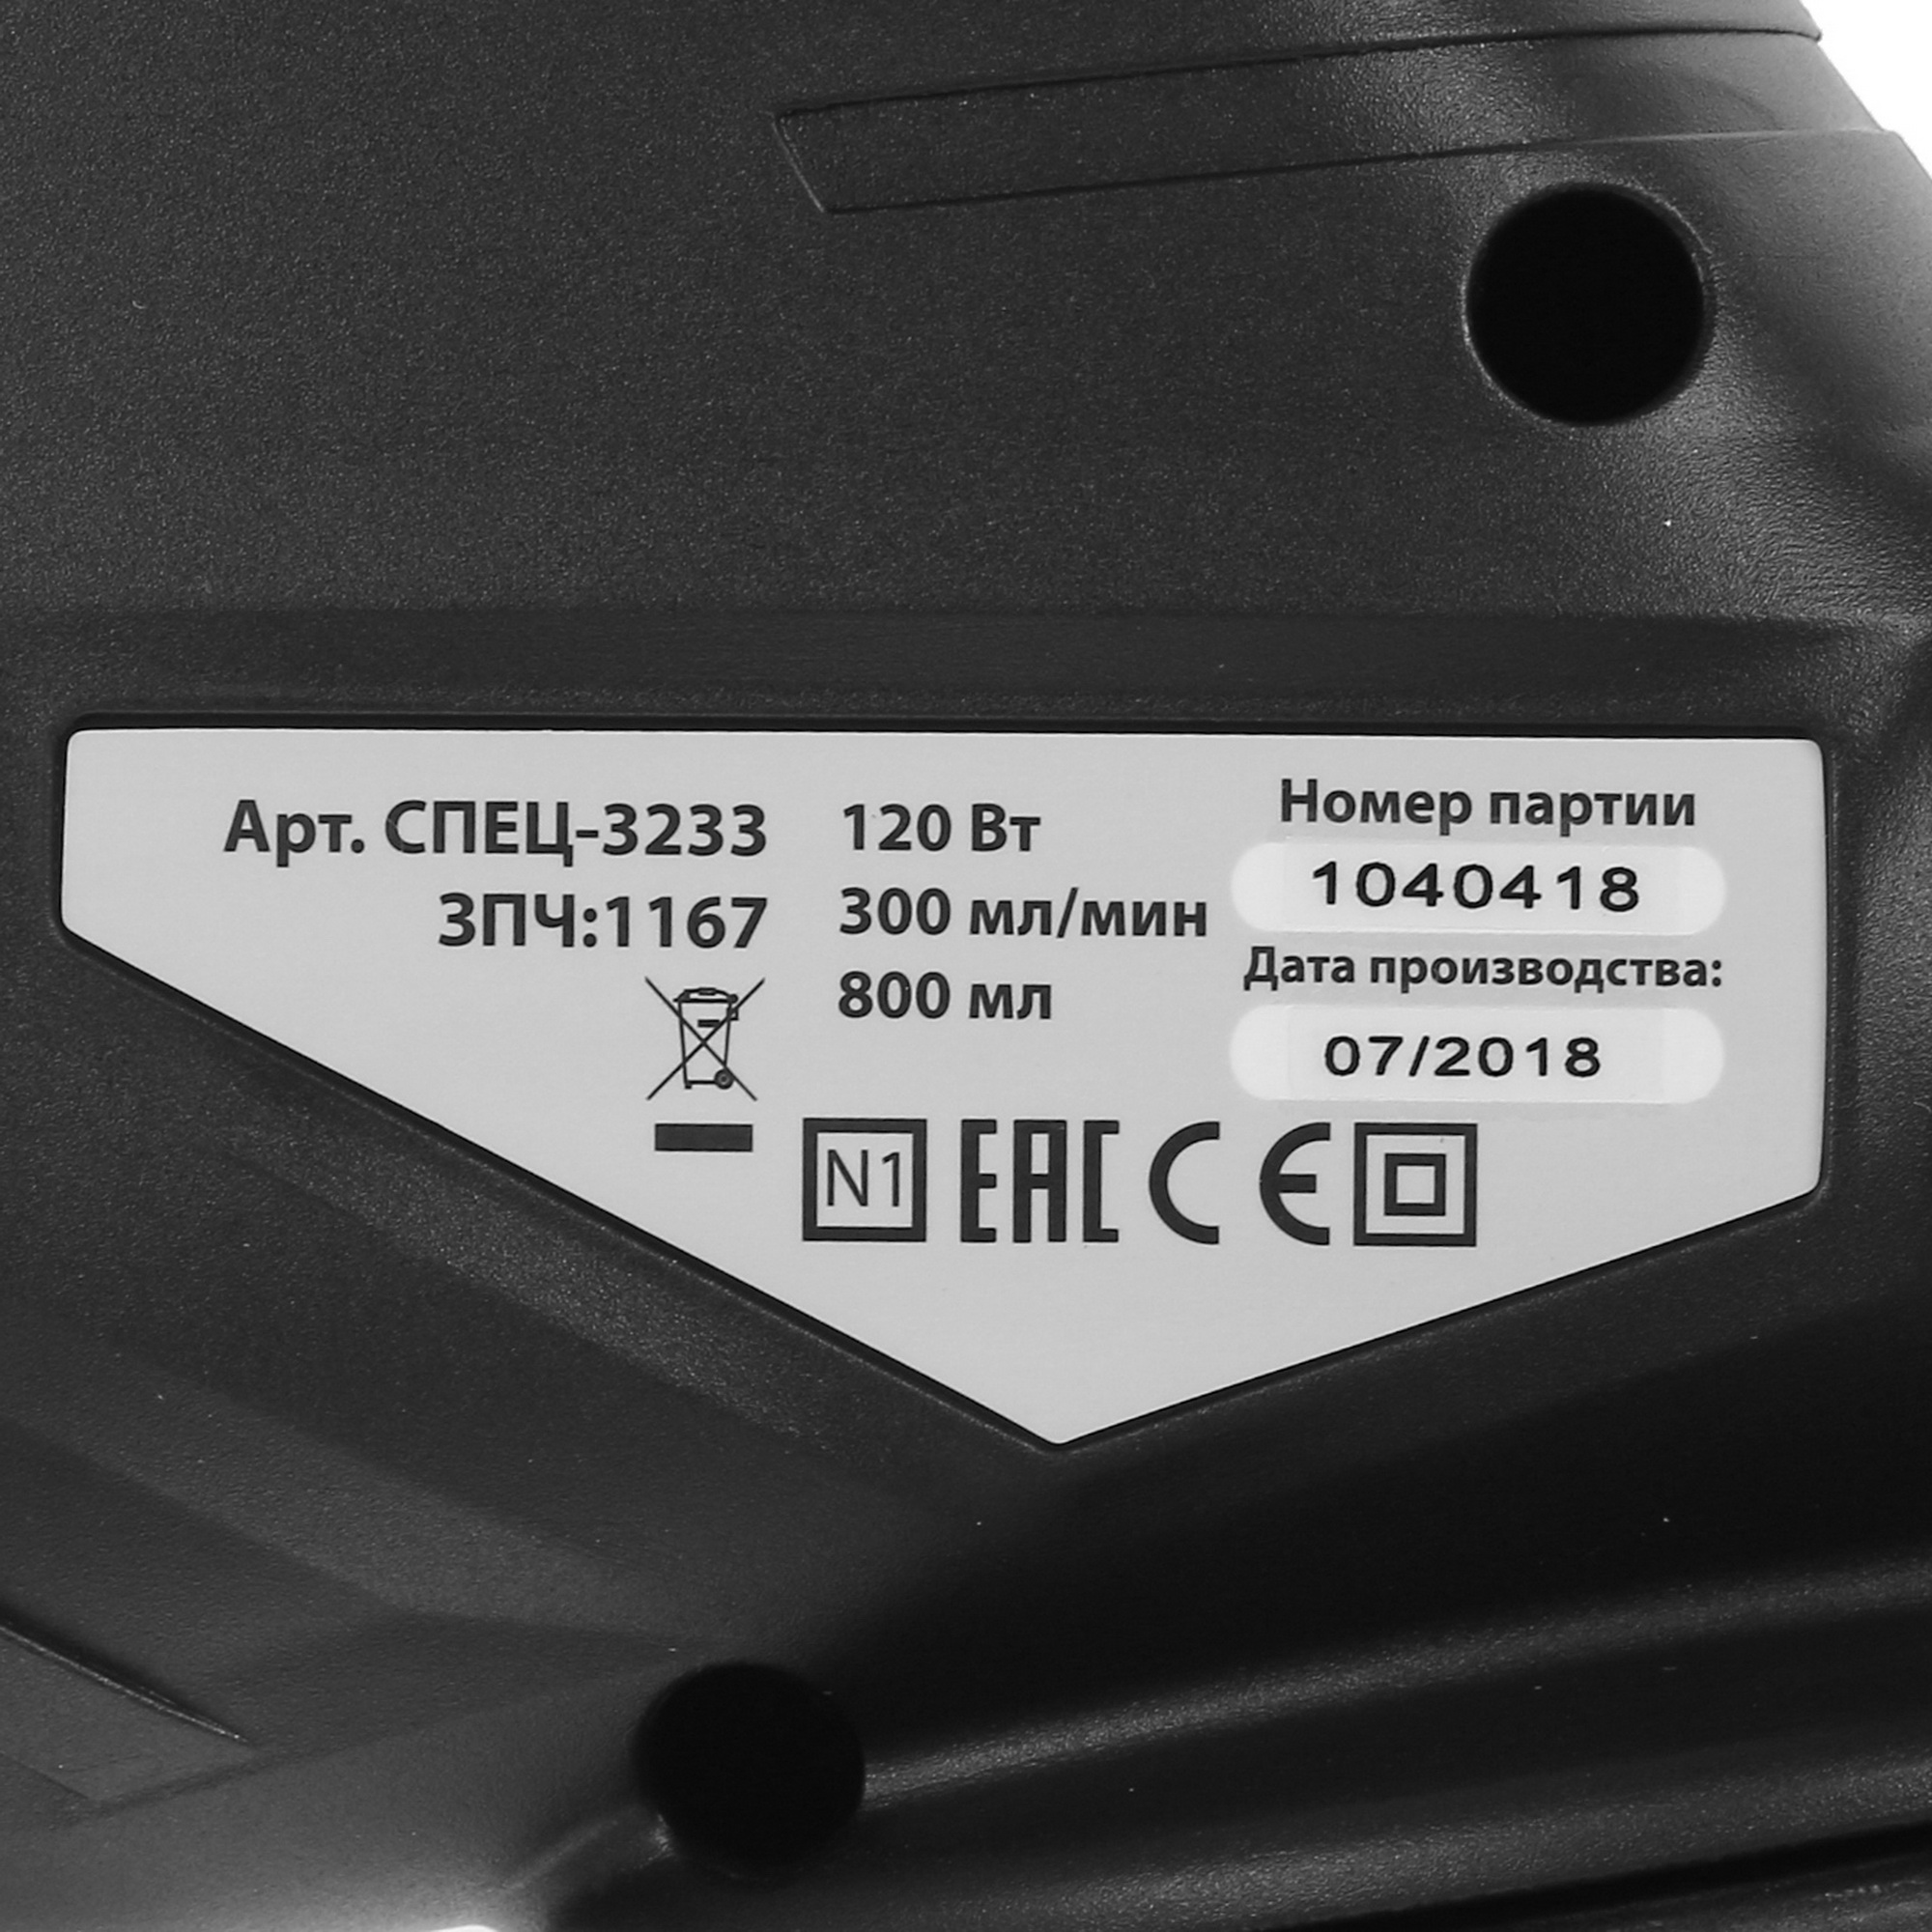 Арт. СПЕЦ-3233
ЗПЧ:1167
120 Вт
300 мл/мин
800 мл
Номер партии
1040418
Дата производства:
07/2018
N1 EAC CE